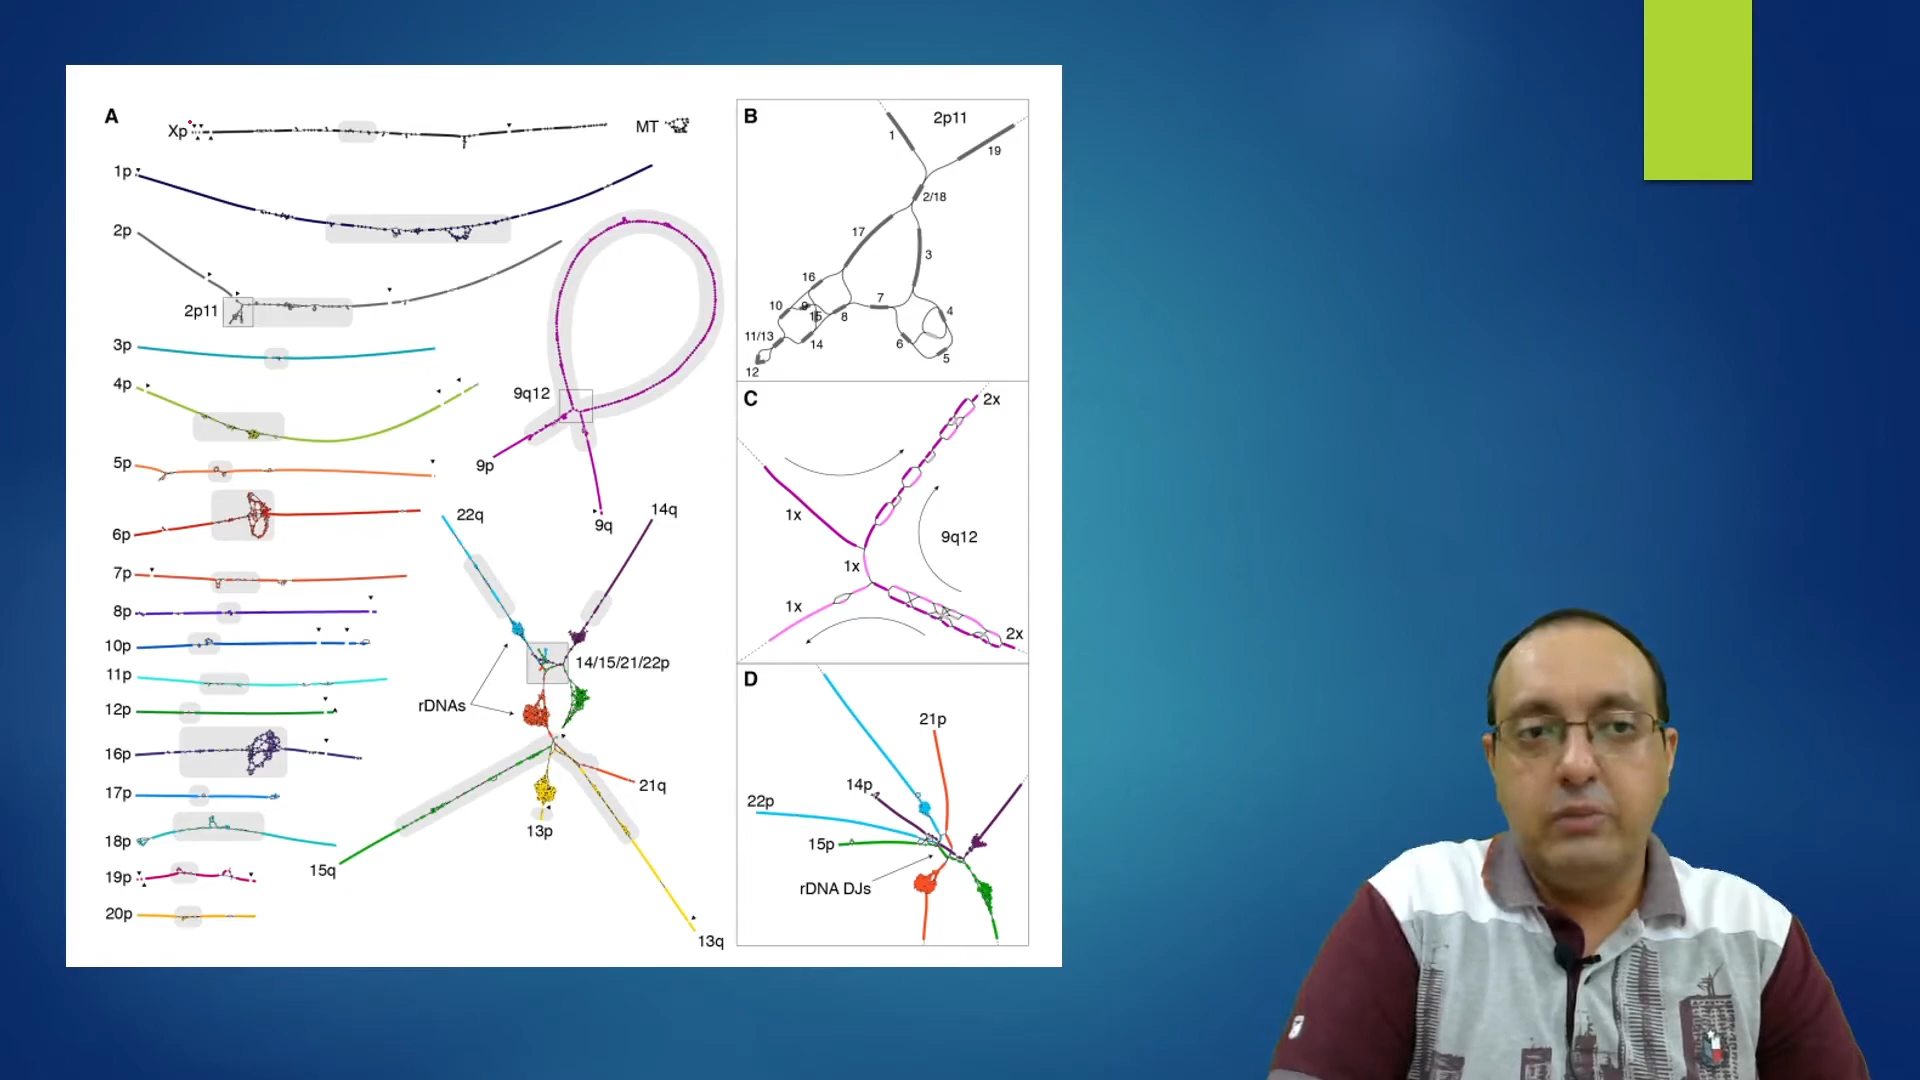 A
Xp
MT
1p
2p
2p11
3p
4p
9q12
5p
9p
6p
9q
22q
14q
7p
8p
10p
14/15/21/22p
11p
rDNAs
12p
16p
21q
17p
13p
18p
15q
19p
20p
13q
B
2p11
1
19
2/18
17
3
16
7
10
9
15
8
4
11/13
14
6
5
12
C
2x
1x
9q12
1x
1x
2x
D
21p
14p
22p
15p
rDNA DJs